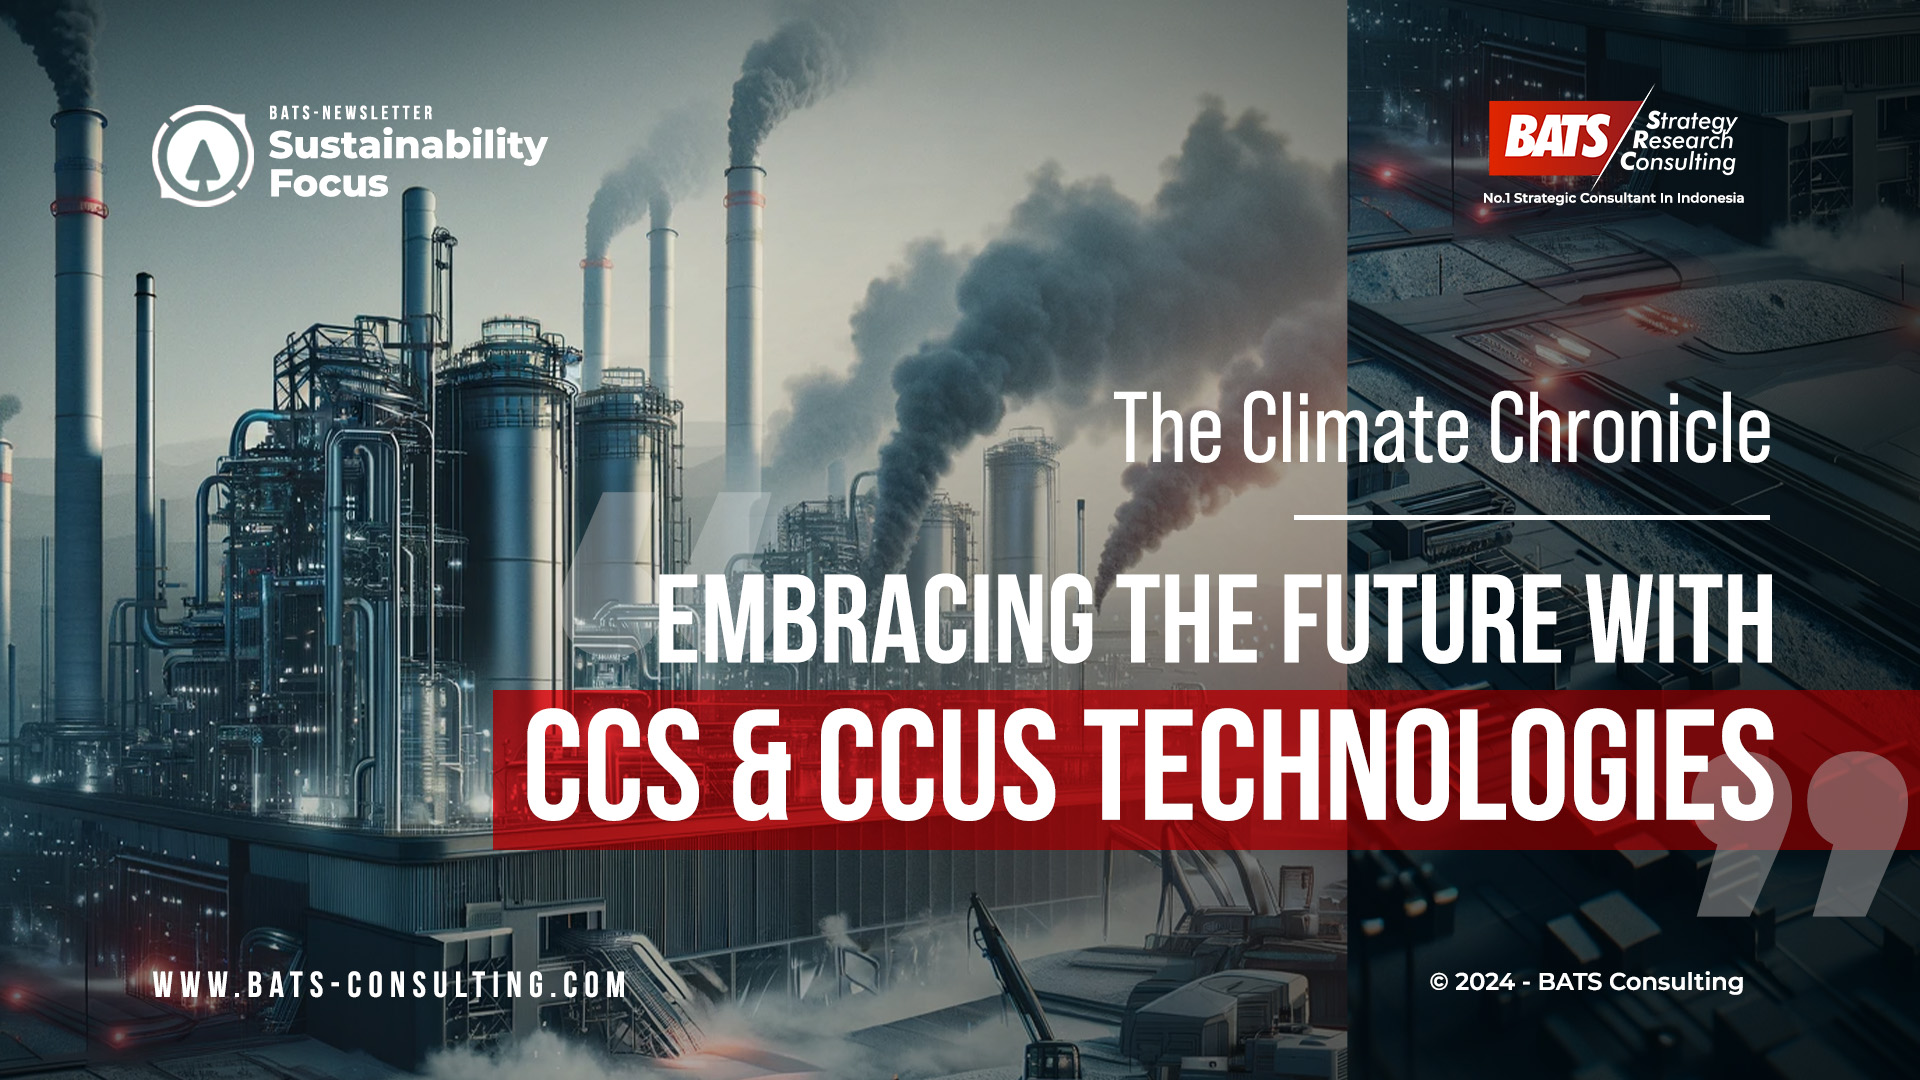 BATS-NEWSLETTER
Sustainability
Focus
BATS
Strategy
Research
Consulting
No.1 Strategic Consultant In Indonesia
The Climate Chronicle
“
EMBRACING THE FUTURE WITH
CCS & CCUS TECHNOLOGIES
”
WWW.BATS-CONSULTING.COM
© 2024 - BATS Consulting